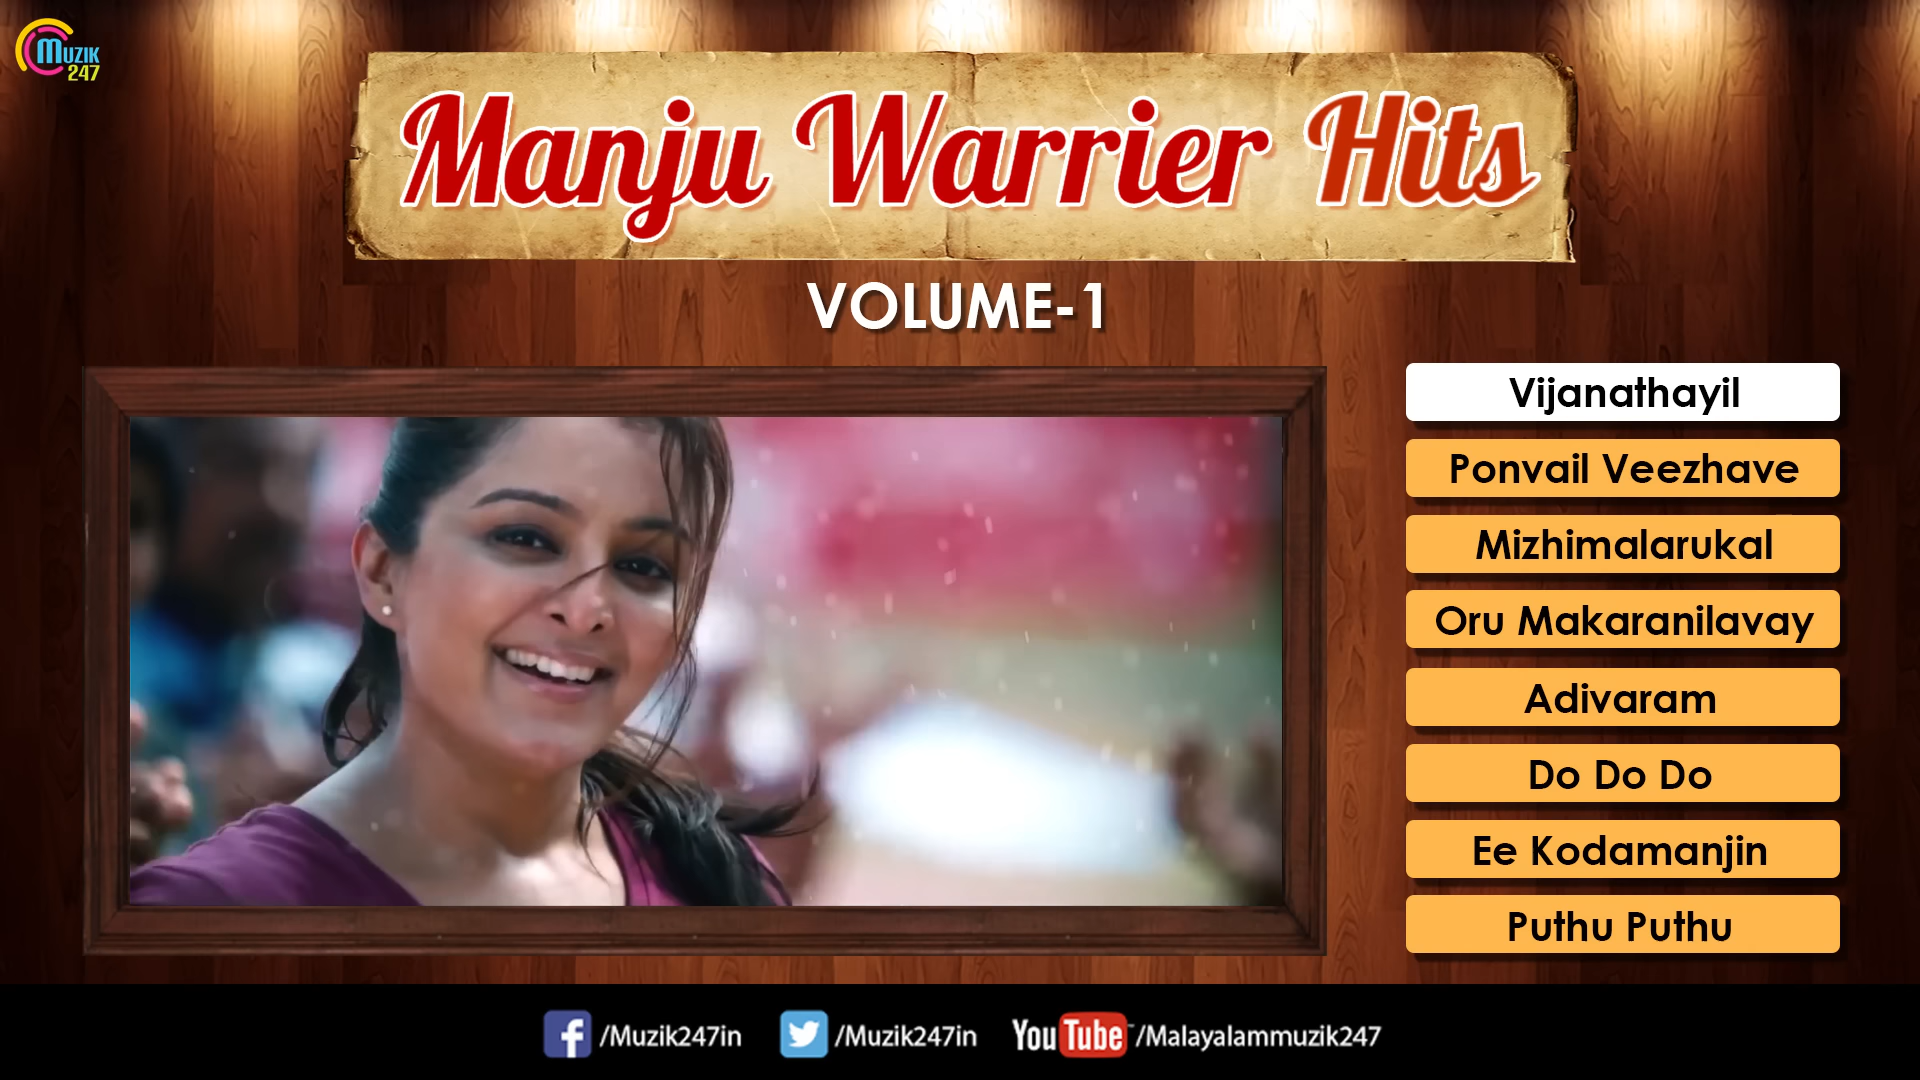 MUZIK
247
Manju Warrier Hits
VOLUME-1
Vijanathayil
Ponvail Veezhave
Mizhimalarukal
Oru Makaranilavay
Adivaram
Do Do Do
Ee Kodamanjin
Puthu Puthu
f /Muzik247in /Muzik247in YouTube /Malayalammuzik247